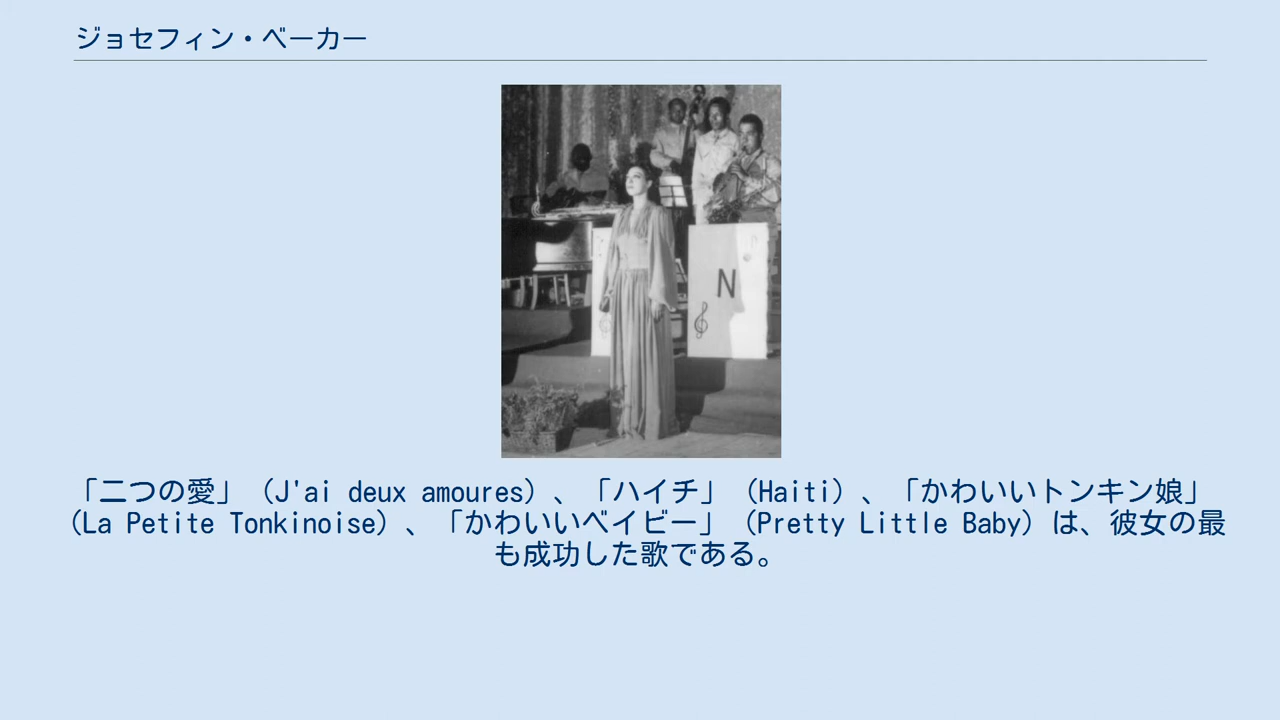 ジョセフィン・ベーカー
N
「二つの愛」（J'ai deux amoures）、「ハイチ」（Haiti）、「かわいいトンキン娘」
（La Petite Tonkinoise）、「かわいいベイビー」（Pretty Little Baby）は、彼女の最
も成功した歌である。